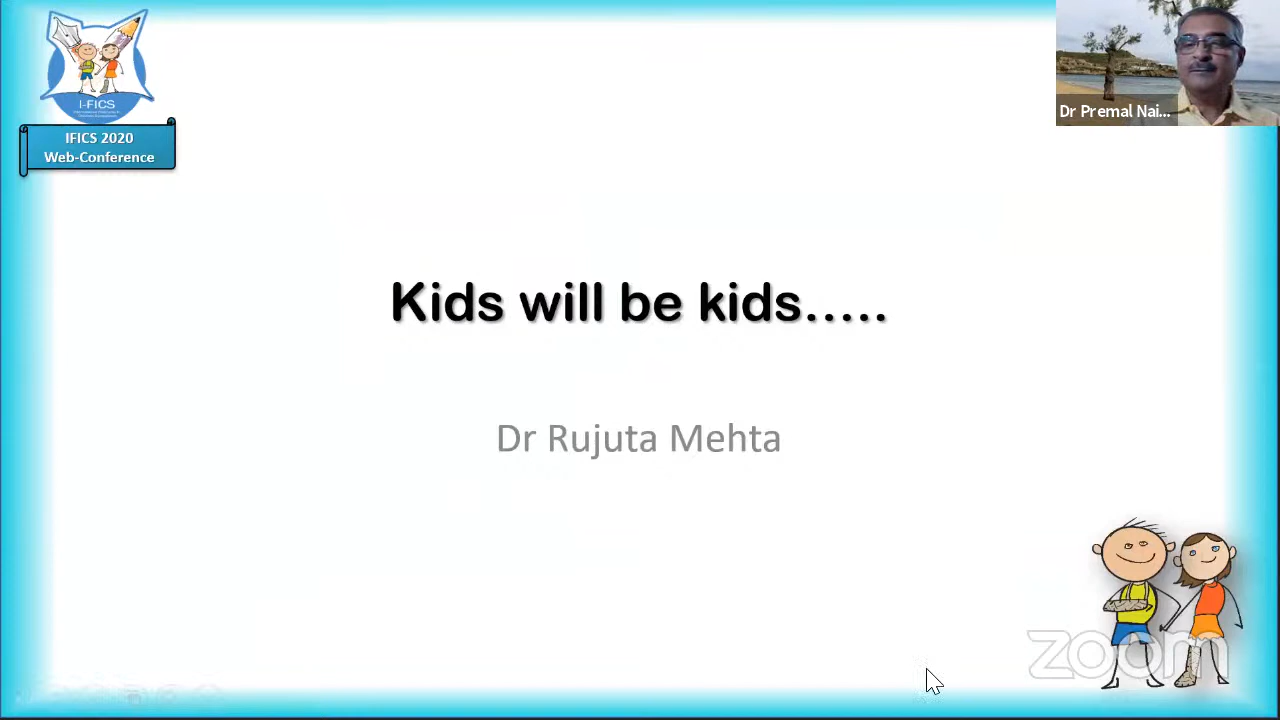 I-FICS
IFICS 2020
Web-Conference
Dr Premal Nai...
Kids will be kids.....
Dr Rujuta Mehta
zoom